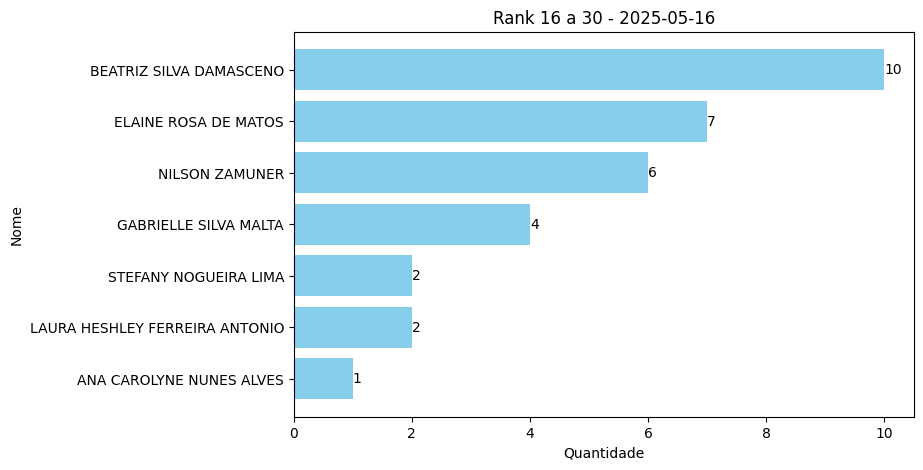 Rank 16 a 30 - 2025-05-16
Nome
BEATRIZ SILVA DAMASCENO
10
ELAINE ROSA DE MATOS
7
NILSON ZAMUNER
6
GABRIELLE SILVA MALTA
4
STEFANY NOGUEIRA LIMA
2
LAURA HESHLEY FERREIRA ANTONIO
2
ANA CAROLYNE NUNES ALVES
1
0 2 4 6 8 10
Quantidade